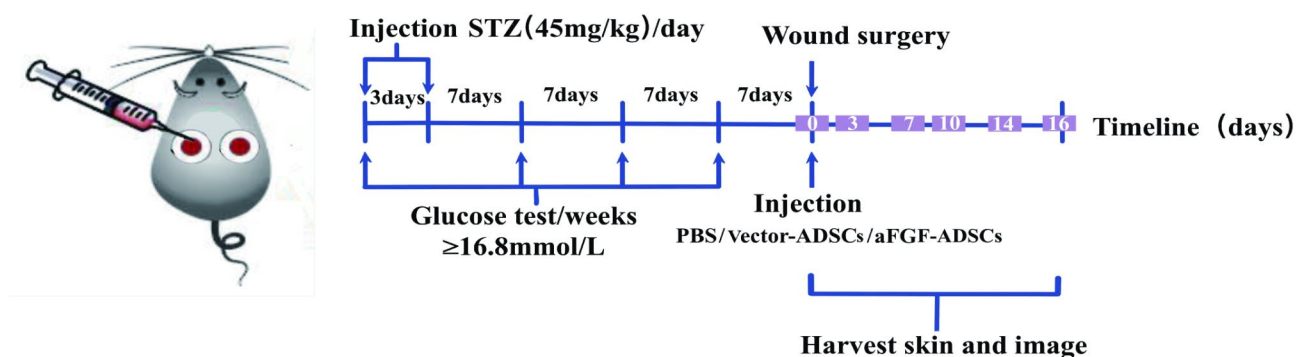 Injection STZ(45mg/kg)/day
Wound surgery
3days 7days 7days 7days 7days
0 3 7 10 14 16 Timeline (days)
Glucose test/weeks
≥16.8mmol/L
Injection
PBS/Vector-ADSCs/aFGF-ADSCs
Harvest skin and image